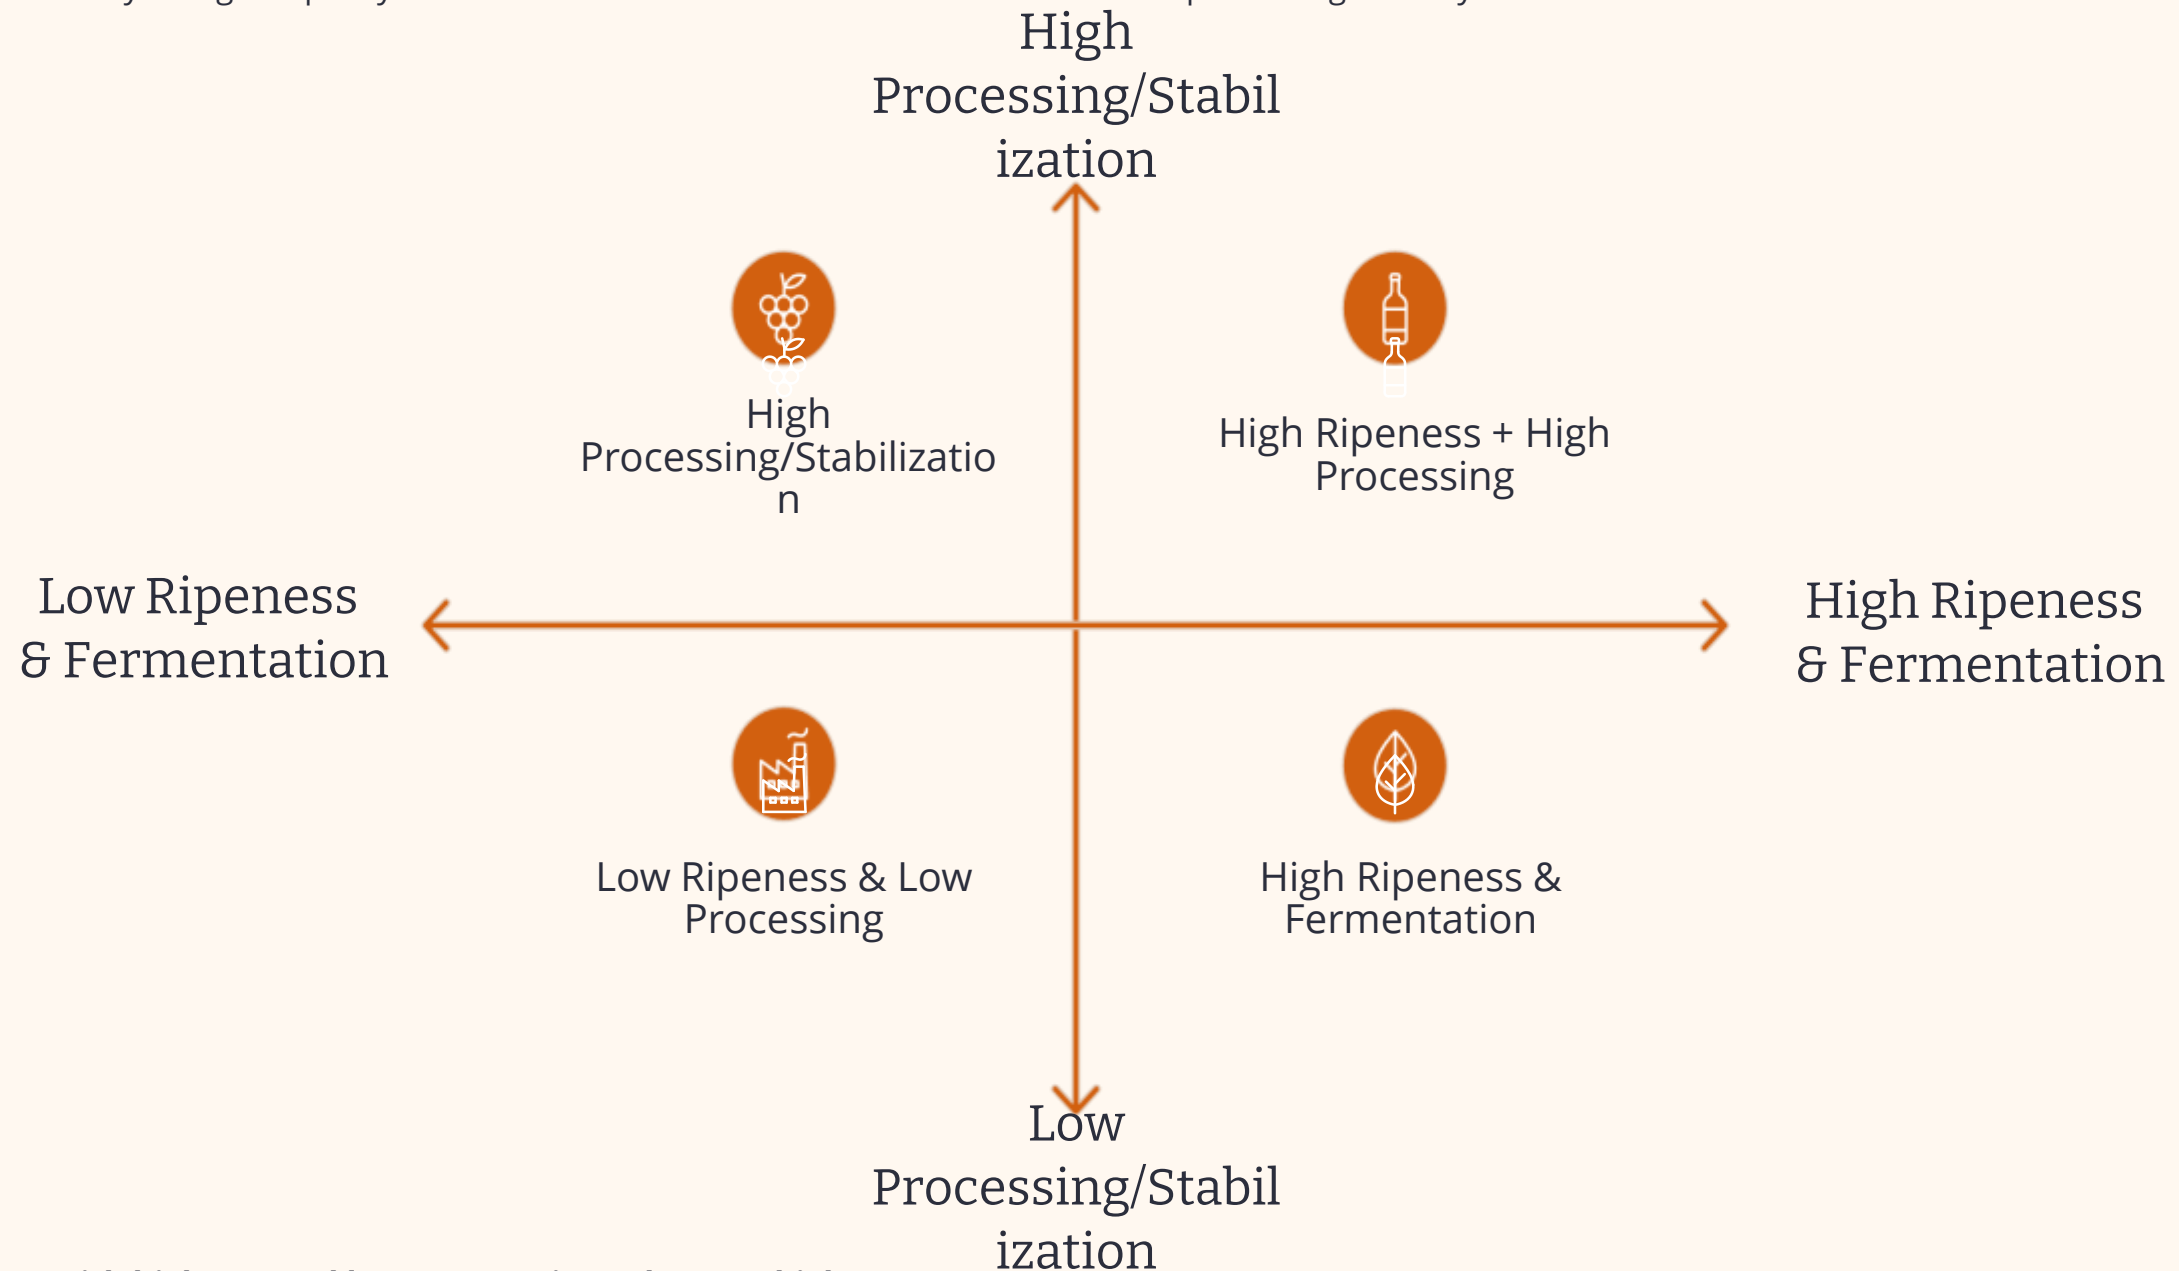 High
Processing/Stabil
ization
High
Processing/Stabilizatio
n
High Ripeness + High
Processing
Low Ripeness
& Fermentation
High Ripeness
& Fermentation
Low Ripeness & Low
Processing
High Ripeness &
Fermentation
Low
Processing/Stabil
ization